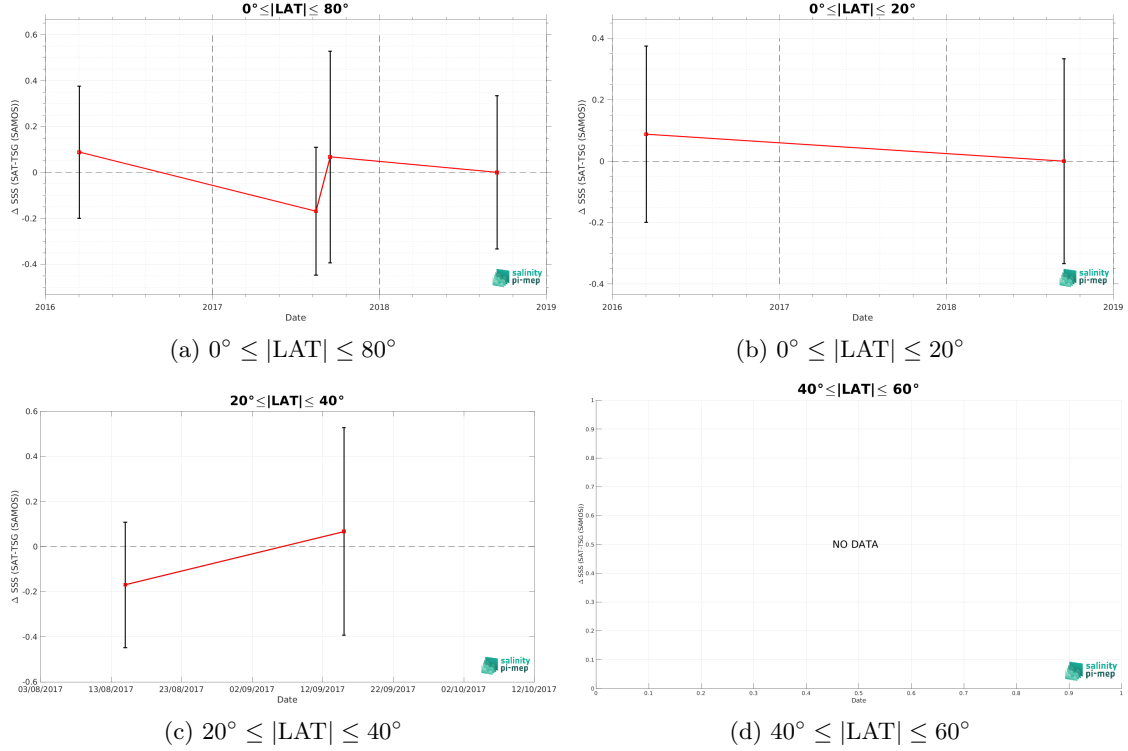 0°≤|LAT|≤ 80°
Δ SSS (SAT-TSG (SAMOS))
0.6
0.4
0.2
0
-0.2
-0.4
2016
2017
2018
2019
Date
salinity
pi-mep
(a) 0° ≤ |LAT| ≤ 80°
0°≤|LAT|≤ 20°
Δ SSS (SAT-TSG (SAMOS))
0.4
0.2
0
-0.2
-0.4
2016
2017
2018
2019
Date
salinity
pi-mep
(b) 0° ≤ |LAT| ≤ 20°
20°≤|LAT|≤ 40°
Δ SSS (SAT-TSG (SAMOS))
0.6
0.4
0.2
0
-0.2
-0.4
-0.6
03/08/2017
13/08/2017
23/08/2017
02/09/2017
12/09/2017
22/09/2017
02/10/2017
12/10/2017
Date
salinity
pi-mep
(c) 20° ≤ |LAT| ≤ 40°
40°≤|LAT|≤ 60°
Δ SSS (SAT-TSG (SAMOS))
1
0.9
0.8
0.7
0.6
0.5
0.4
0.3
0.2
0.1
0
NO DATA
0
0.1
0.2
0.3
0.4
0.5
0.6
0.7
0.8
0.9
1
Date
salinity
pi-mep
(d) 40° ≤ |LAT| ≤ 60°